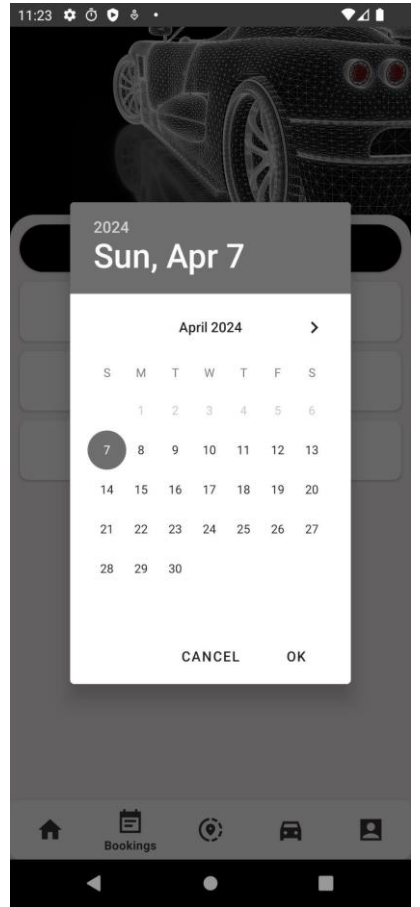 11:23
2024
Sun, Apr 7
April 2024
S M T W T F S
1 2 3 4 5 6
7 8 9 10 11 12 13
14 15 16 17 18 19 20
21 22 23 24 25 26 27
28 29 30
CANCEL OK
Bookings